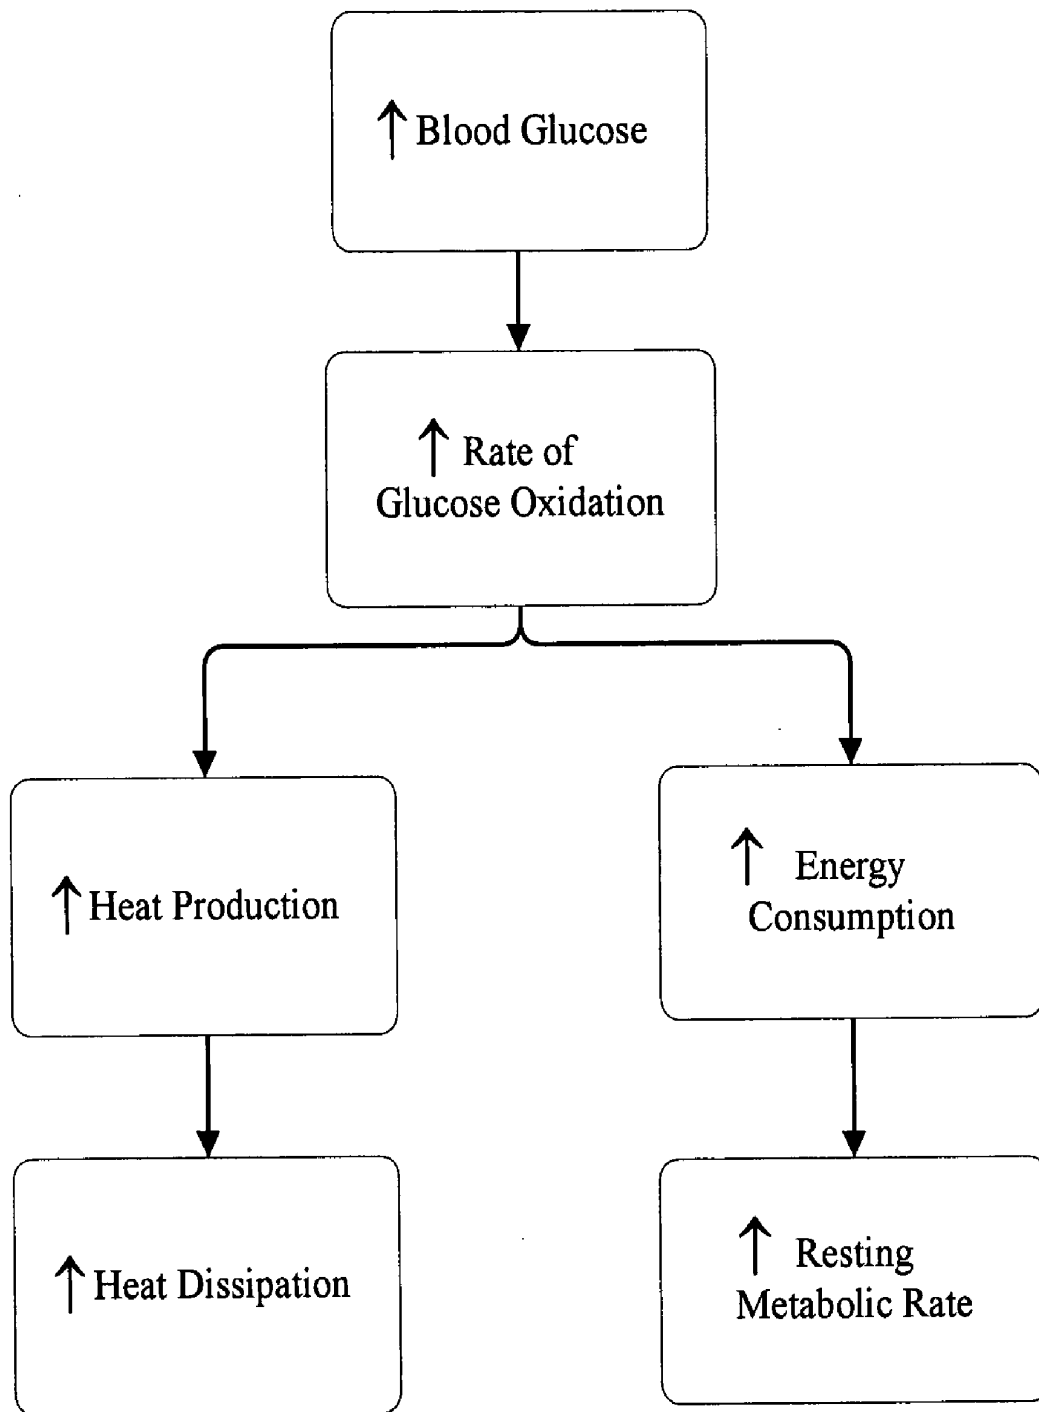 ↑ Blood Glucose
↑ Rate of
Glucose Oxidation
↑ Heat Production
↑ Energy
Consumption
↑ Heat Dissipation
↑ Resting
Metabolic Rate